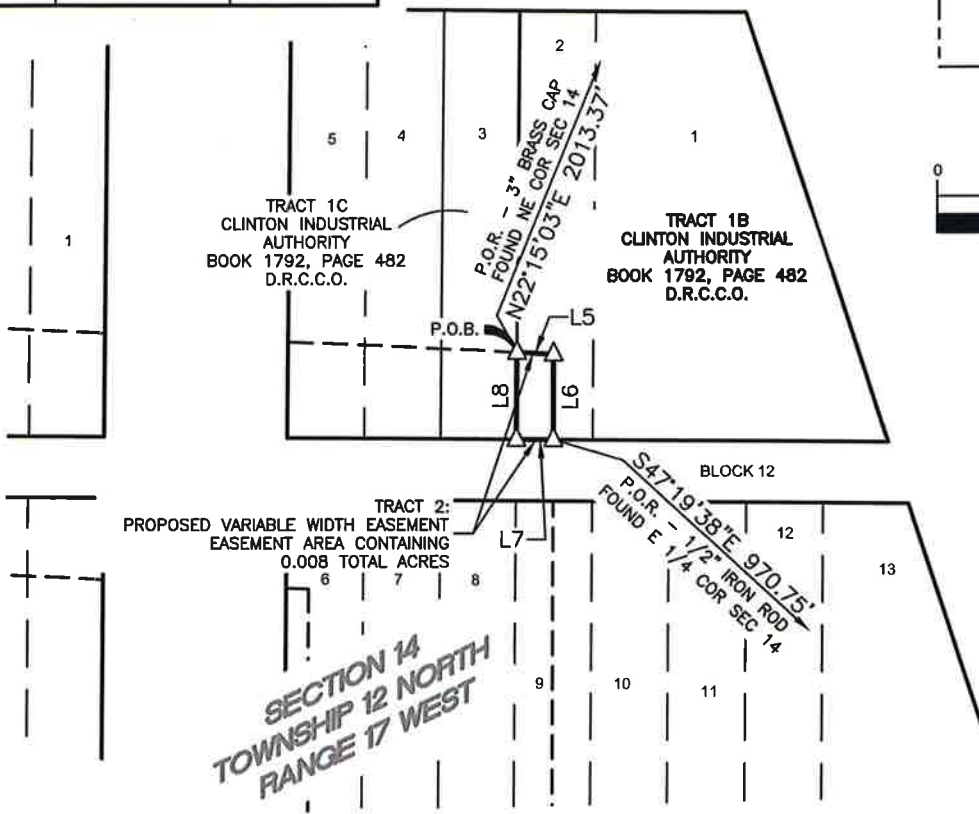 2
5
4
3
1
0
1
P.O.R. - 3" BRASS CAP
FOUND NE COR SEC 14
N22°15'03"E 2013.37'
TRACT 1C
CLINTON INDUSTRIAL
AUTHORITY
BOOK 1792, PAGE 482
D.R.C.C.O.
TRACT 1B
CLINTON INDUSTRIAL
AUTHORITY
BOOK 1792, PAGE 482
D.R.C.C.O.
P.O.B.
L5
L8
L6
BLOCK 12
S47°19'38"E 970.75'
P.O.R. - 1/2" IRON ROD
FOUND E 1/4 COR SEC 14
TRACT 2:
PROPOSED VARIABLE WIDTH EASEMENT
EASEMENT AREA CONTAINING
0.008 TOTAL ACRES
L7
12
13
6
7
8
9
10
11
SECTION 14
TOWNSHIP 12 NORTH
RANGE 17 WEST